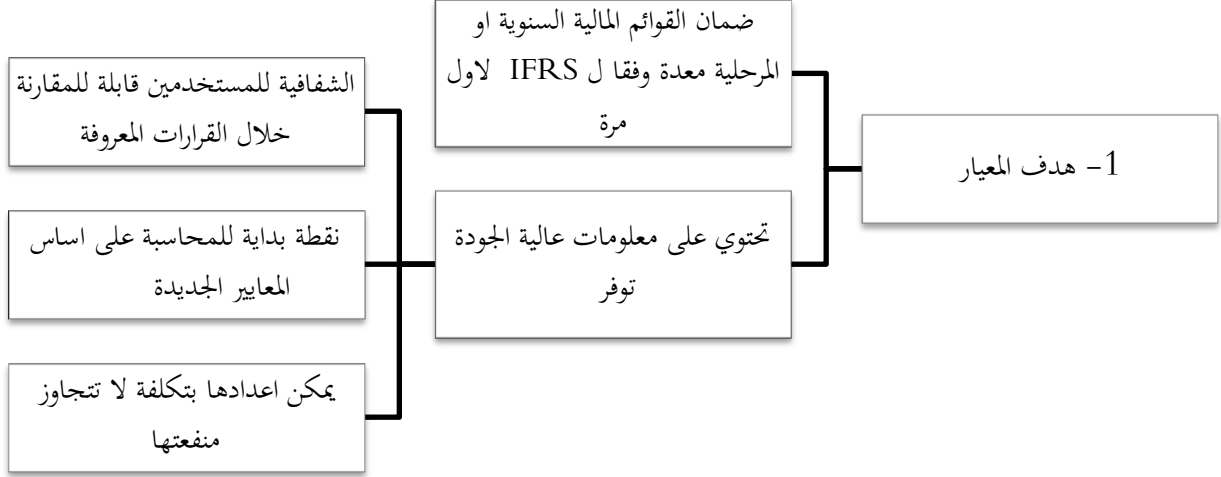 1- هدف المعيار
ضمان القوائم المالية السنوية او
المرحلية معدة وفقا ل IFRS لاول
مرة
تحتوي على معلومات عالية الجودة
توفر
الشفافية للمستخدمين قابلة للمقارنة
خلال القرارات المعروفة
نقطة بداية للمحاسبة على اساس
المعايير الجديدة
يمكن اعدادها بتكلفة لا تتجاوز
منفعتها